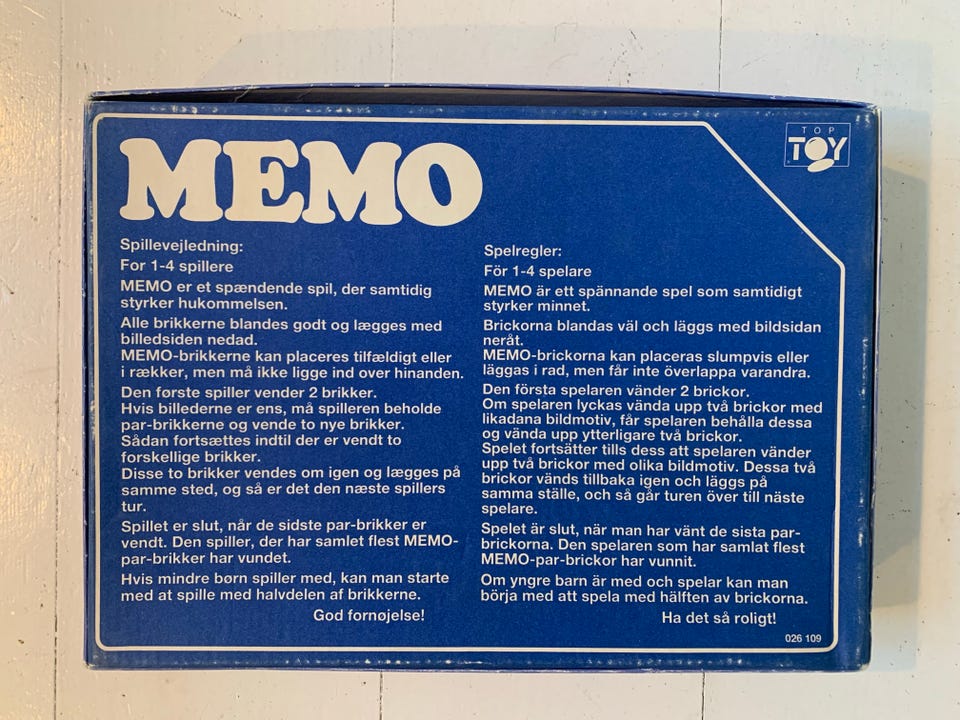 MEMO
TOP
TOY
Spillevejledning:
For 1-4 spillere
MEMO er et spændende spil, der samtidig
styrker hukommelsen.
Alle brikkerne blandes godt og lægges med
billedsiden nedad.
MEMO-brikkerne kan placeres tilfældigt eller
i rækker, men må ikke ligge ind over hinanden.
Den første spiller vender 2 brikker.
Hvis billederne er ens, må spilleren beholde
par-brikkerne og vende to nye brikker.
Sådan fortsættes indtil der er vendt to
forskellige brikker.
Disse to brikker vendes om igen og lægges på
samme sted, og så er det den næste spillers
tur.
Spillet er slut, når de sidste par-brikker er
vendt. Den spiller, der har samlet flest MEMO-
par-brikker har vundet.
Hvis mindre børn spiller med, kan man starte
med at spille med halvdelen af brikkerne.
God fornøjelse!
Spelregler:
För 1-4 spelare
MEMO är ett spännande spel som samtidigt
styrker minnet.
Brickorna blandas väl och läggs med bildsidan
neråt.
MEMO-brickorna kan placeras slumpvis eller
läggas i rad, men får inte överlappa varandra.
Den första spelaren vänder 2 brickor.
Om spelaren lyckas vända upp två brickor med
likadana bildmotiv, får spelaren behålla dessa
og vända upp ytterligare två brickor.
Spelet fortsätter tills dess att spelaren vänder
upp två brickor med olika bildmotiv. Dessa två
brickor vänds tillbaka igen och läggs på
samma ställe, och så går turen över till näste
spelare.
Spelet är slut, när man har vänt de sista par-
brickorna. Den spelaren som har samlat flest
MEMO-par-brickor har vunnit.
Om yngre barn är med och spelar kan man
börja med att spela med hälften av brickorna.
Ha det så roligt!
026 109